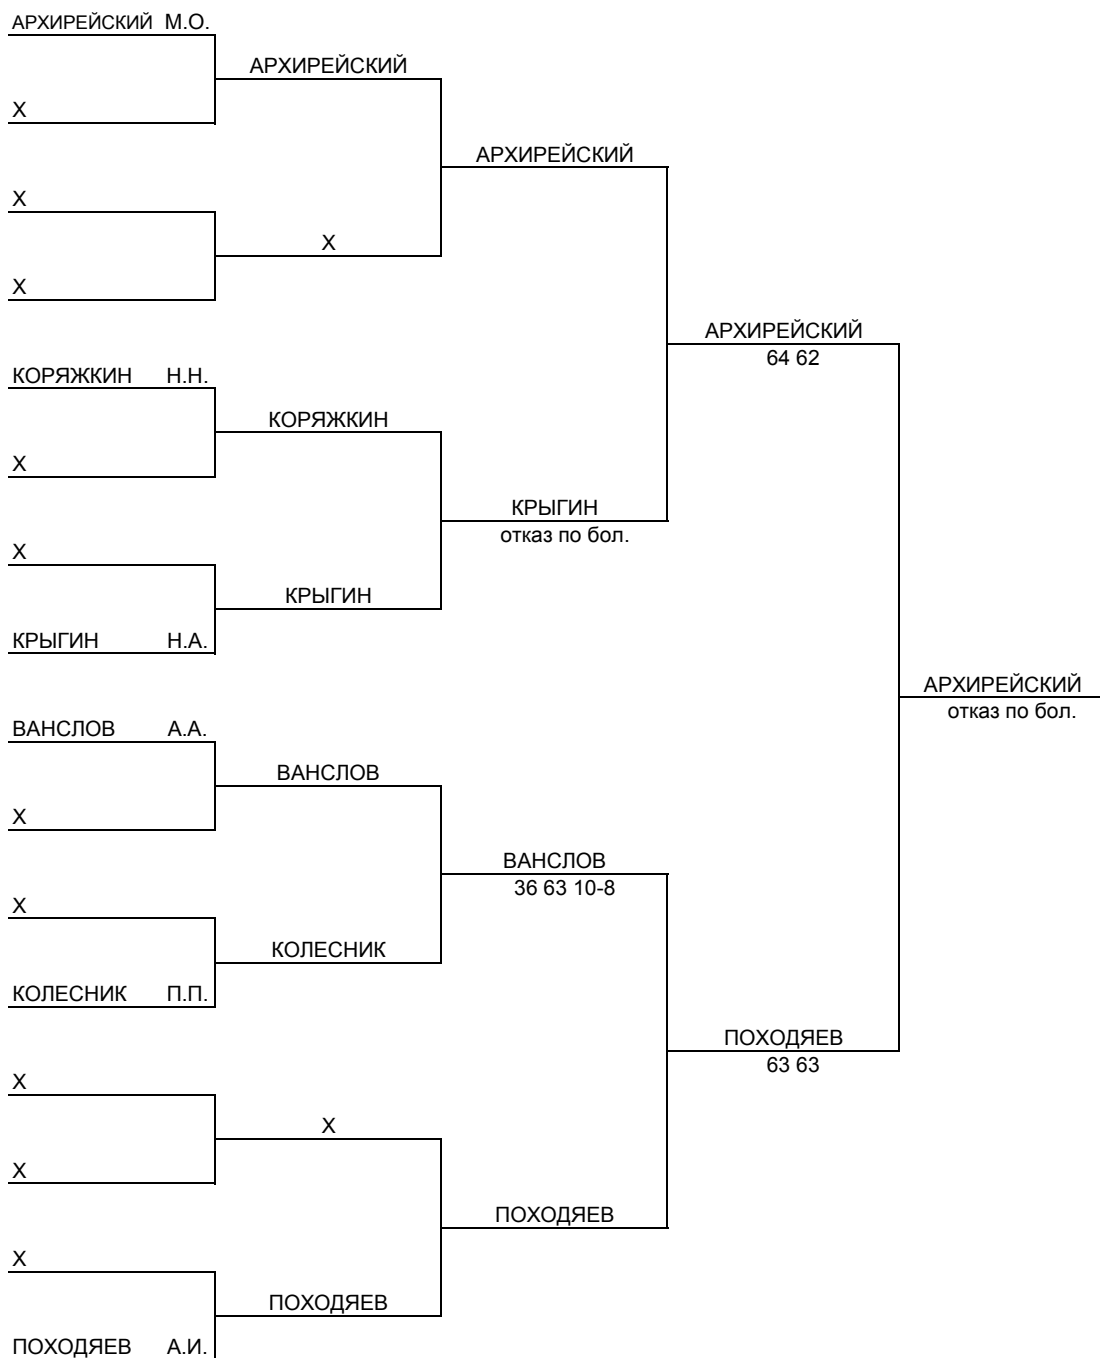 АРХИРЕЙСКИЙ М.О.
АРХИРЕЙСКИЙ
Х
АРХИРЕЙСКИЙ
Х
Х
Х
АРХИРЕЙСКИЙ
64 62
КОРЯЖКИН Н.Н.
КОРЯЖКИН
Х
КРЫГИН
отказ по бол.
Х
КРЫГИН
КРЫГИН Н.А.
АРХИРЕЙСКИЙ
отказ по бол.
ВАНСЛОВ А.А.
ВАНСЛОВ
Х
ВАНСЛОВ
36 63 10-8
Х
КОЛЕСНИК
КОЛЕСНИК П.П.
ПОХОДЯЕВ
63 63
Х
Х
Х
ПОХОДЯЕВ
Х
ПОХОДЯЕВ
ПОХОДЯЕВ А.И.